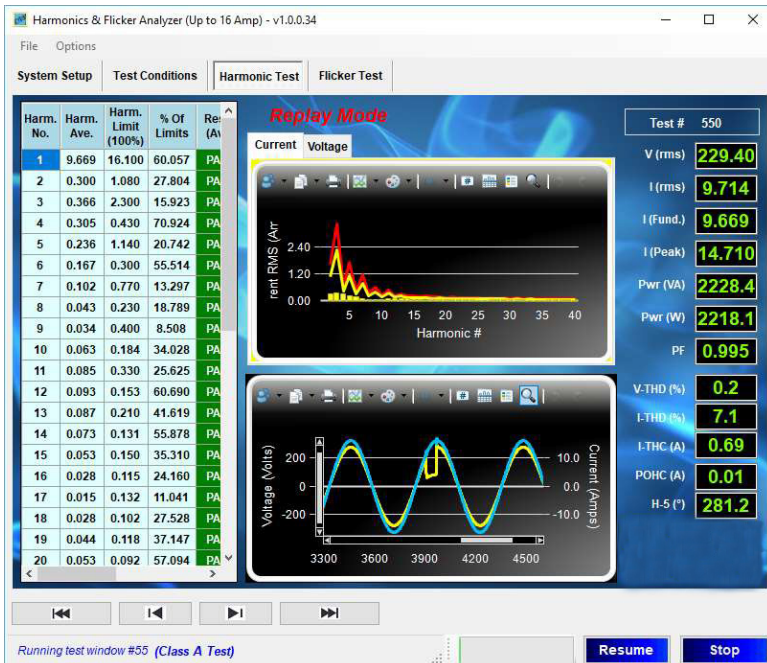 Harmonics & Flicker Analyzer (Up to 16 Amp) - v1.0.0.34
File Options
System Setup Test Conditions Harmonic Test Flicker Test
Harm. No. Harm. Ave. Harm. Limit (100%) % Of Limits
1 9.669 16.100 60.057 PA
2 0.300 1.080 27.804 PA
3 0.366 2.300 15.923 PA
4 0.305 0.430 70.924 PA
5 0.236 1.140 20.742 PA
6 0.167 0.300 55.514 PA
7 0.102 0.770 13.297 PA
8 0.043 0.230 18.789 PA
9 0.034 0.400 8.508 PA
10 0.063 0.184 34.028 PA
11 0.085 0.330 25.625 PA
12 0.093 0.153 60.690 PA
13 0.087 0.210 41.619 PA
14 0.073 0.131 55.878 PA
15 0.053 0.150 35.310 PA
16 0.028 0.115 24.160 PA
17 0.015 0.132 11.041 PA
18 0.028 0.102 27.528 PA
19 0.044 0.118 37.147 PA
20 0.053 0.092 57.094 PA
Replay Mode
Current Voltage
rent RMS (Arr
2.40
1.20
0.00
5 10 15 20 25 30 35 40
Harmonic #
Voltage (Volts)
200
0
-200
10.0
0.0
-10.0
Current (Amps)
3300 3600 3900 4200 4500
Test # 550
V (rms) 229.40
I (rms) 9.714
I (Fund.) 9.669
I (Peak) 14.710
Pwr (VA) 2228.4
Pwr (W) 2218.1
PF 0.995
V-THD (%) 0.2
I-THD (%) 7.1
I-THC (A) 0.69
POHC (A) 0.01
H-5 (°) 281.2
Running test window #55 (Class A Test)
Resume Stop